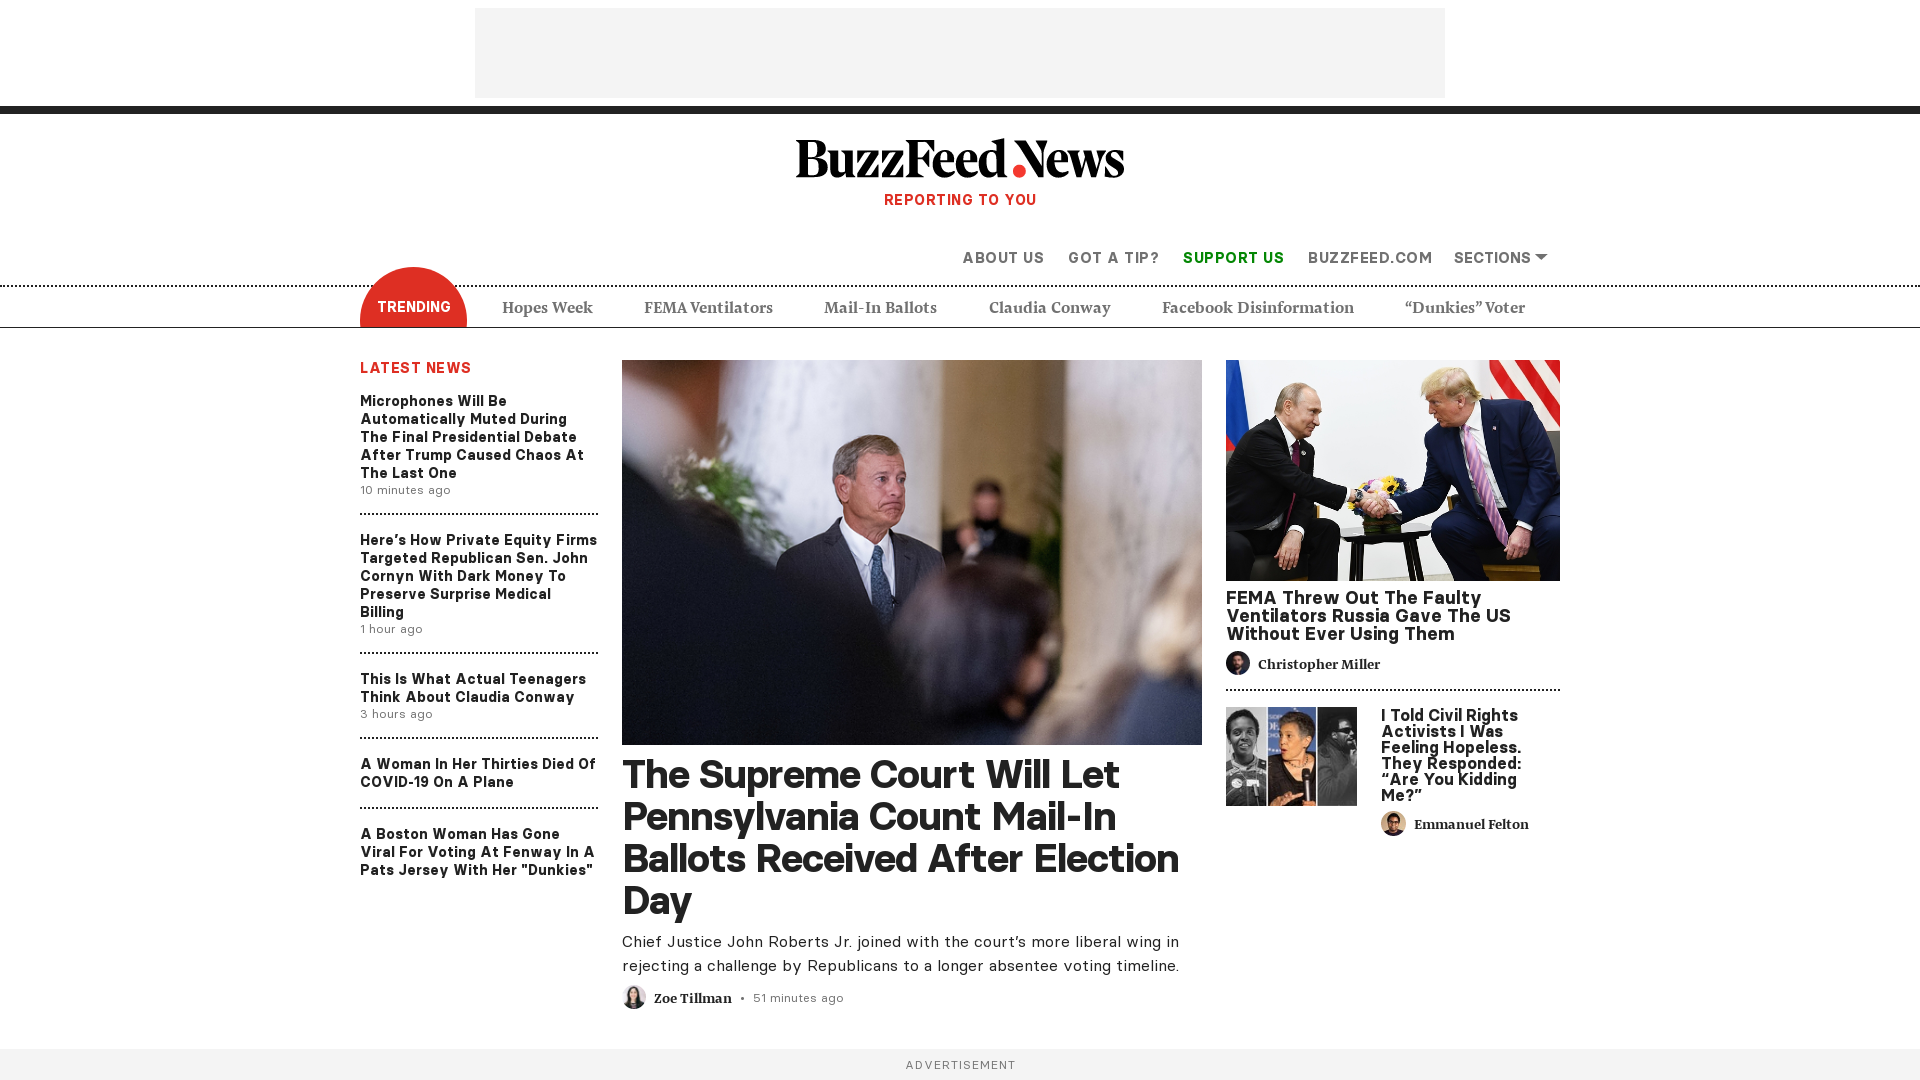 BuzzFeed News
REPORTING TO YOU
ABOUT US GOT A TIP? SUPPORT US BUZZFEED.COM SECTIONS
TRENDING Hopes Week FEMA Ventilators Mail-In Ballots Claudia Conway Facebook Disinformation “Dunkies” Voter
LATEST NEWS
Microphones Will Be
Automatically Muted During
The Final Presidential Debate
After Trump Caused Chaos At
The Last One
10 minutes ago
Here’s How Private Equity Firms
Targeted Republican Sen. John
Cornyn With Dark Money To
Preserve Surprise Medical
Billing
1 hour ago
This Is What Actual Teenagers
Think About Claudia Conway
3 hours ago
A Woman In Her Thirties Died Of
COVID-19 On A Plane
A Boston Woman Has Gone
Viral For Voting At Fenway In A
Pats Jersey With Her "Dunkies"
The Supreme Court Will Let
Pennsylvania Count Mail-In
Ballots Received After Election
Day
Chief Justice John Roberts Jr. joined with the court’s more liberal wing in
rejecting a challenge by Republicans to a longer absentee voting timeline.
Zoe Tillman • 51 minutes ago
FEMA Threw Out The Faulty
Ventilators Russia Gave The US
Without Ever Using Them
Christopher Miller
I Told Civil Rights
Activists I Was
Feeling Hopeless.
They Responded:
“Are You Kidding
Me?”
Emmanuel Felton
ADVERTISEMENT